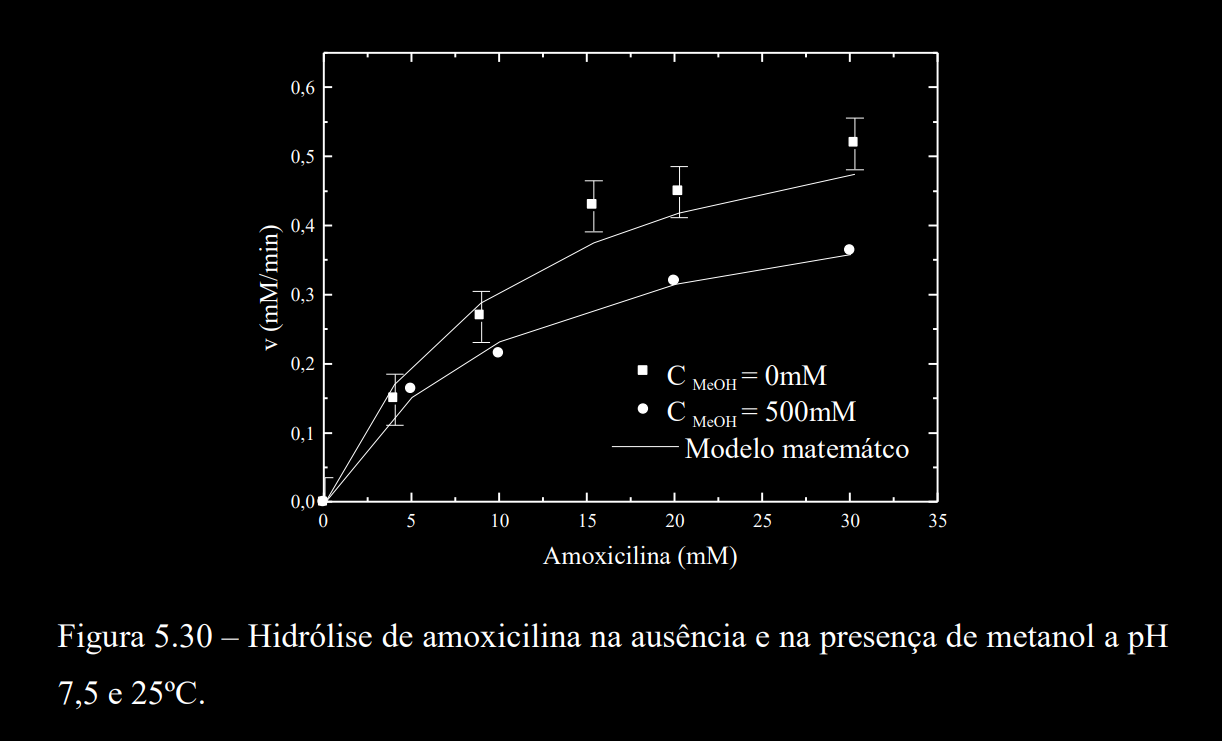 0,6
0,5
0,4
0,3
0,2
0,1
0,0
v (mM/min)
C MeOH = 0mM
C MeOH = 500mM
Modelo matemátco
0 5 10 15 20 25 30 35
Amoxicilina (mM)
Figura 5.30 – Hidrólise de amoxicilina na ausência e na presença de metanol a pH
7,5 e 25ºC.